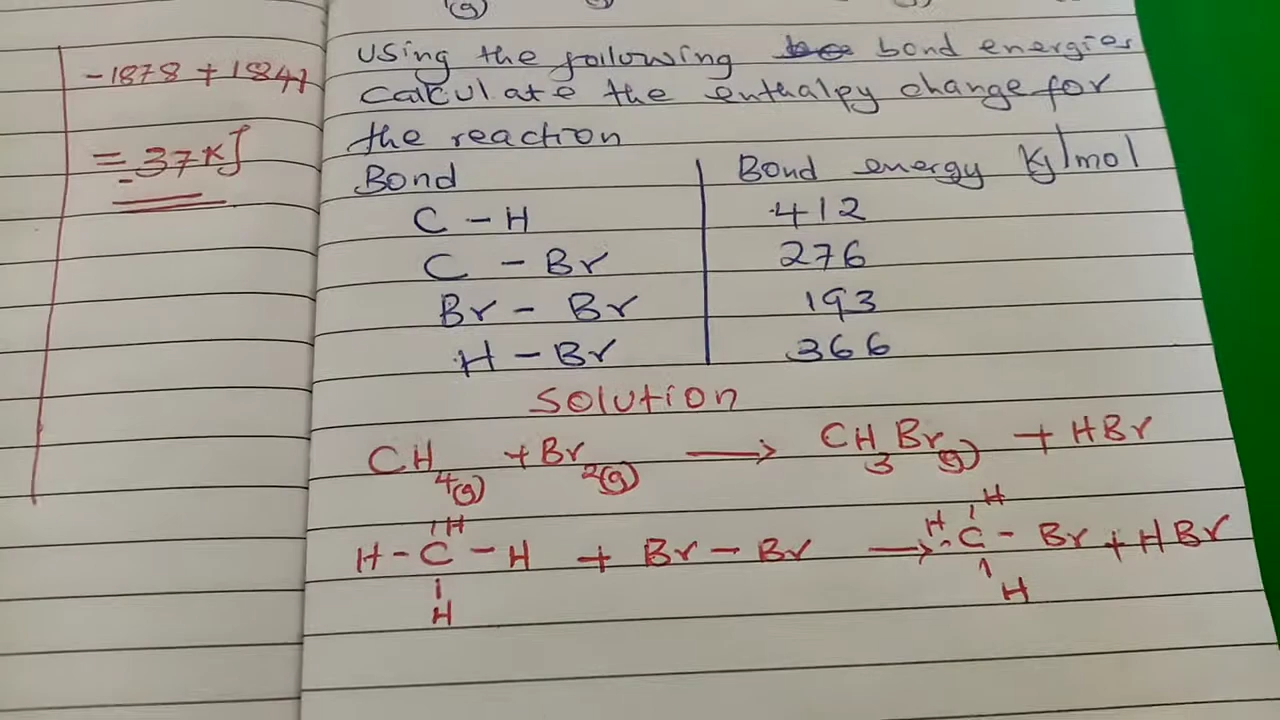 (g)
-1878 + 1841
= -37KJ
Using the following bond energies
calculate the enthalpy change for
the reaction
Bond Bond energy KJ/mol
C - H 412
C - Br 276
Br - Br 193
H - Br 366
Solution
CH4(g) + Br2(g) ⟶ CH3Br(g) + HBr
H H
H - C - H + Br - Br ⟶ H - C - Br + HBr
H H